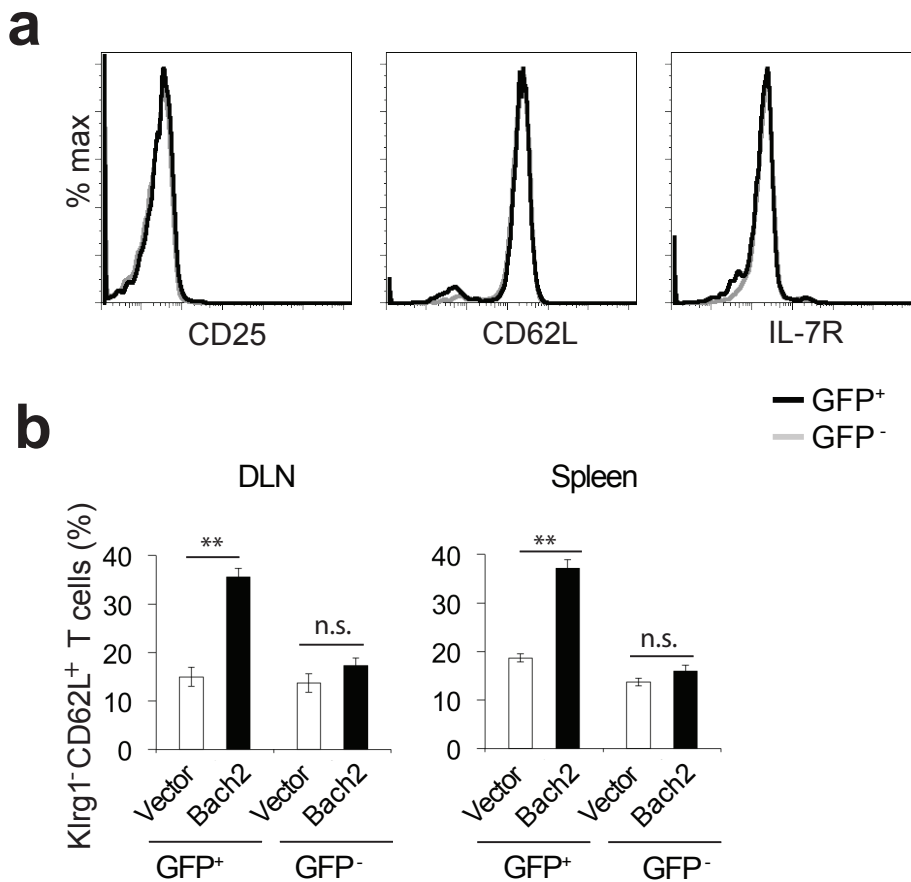 a
% max
CD25
CD62L
IL-7R
GFP⁺
GFP⁻
b
DLN
Spleen
Klrg1⁻CD62L⁺ T cells (%)
40
30
20
10
0
**
n.s.
Vector
Bach2
Vector
Bach2
GFP⁺
GFP⁻
40
30
20
10
0
**
n.s.
Vector
Bach2
Vector
Bach2
GFP⁺
GFP⁻